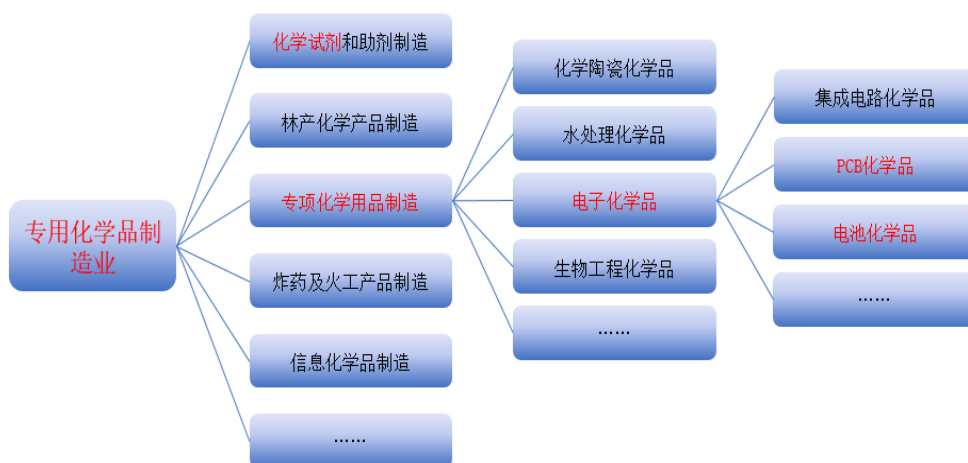 专用化学品制
造业
化学试剂和助剂制造
林产化学产品制造
专项化学用品制造
炸药及火工产品制造
信息化学品制造
……
化学陶瓷化学品
水处理化学品
电子化学品
生物工程化学品
……
集成电路化学品
PCB化学品
电池化学品
……